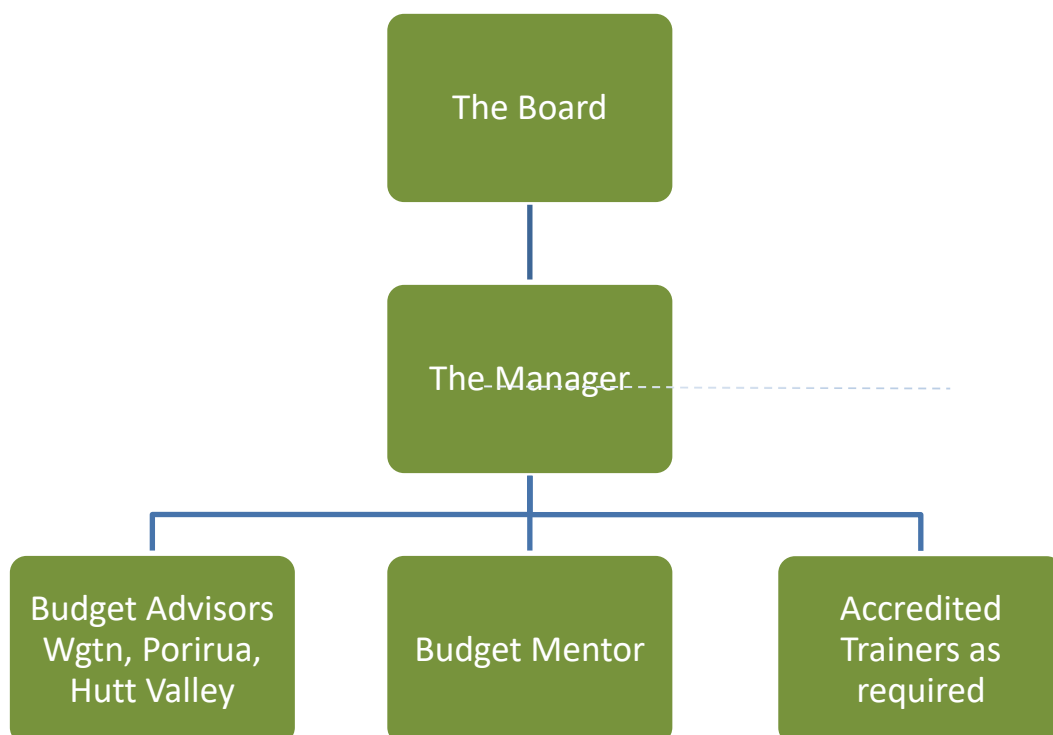 The Board
The Manager
Budget Advisors
Wgtn, Porirua,
Hutt Valley
Budget Mentor
Accredited
Trainers as
required